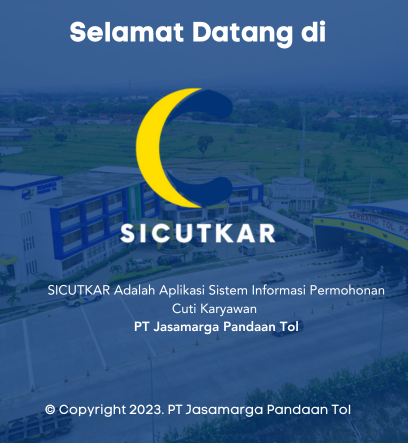 Selamat Datang di
SICUTKAR
SICUTKAR Adalah Aplikasi Sistem Informasi Permohonan
Cuti Karyawan
PT Jasamarga Pandaan Tol
© Copyright 2023. PT Jasamarga Pandaan Tol